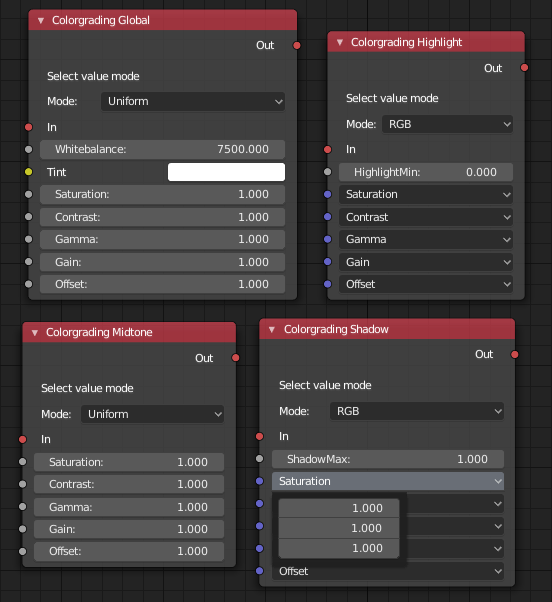 Colorgrading Global
Out
Select value mode
Mode: Uniform
In
Whitebalance: 7500.000
Tint
Saturation: 1.000
Contrast: 1.000
Gamma: 1.000
Gain: 1.000
Offset: 1.000
Colorgrading Highlight
Out
Select value mode
Mode: RGB
In
HighlightMin: 0.000
Saturation
Contrast
Gamma
Gain
Offset
Colorgrading Midtone
Out
Select value mode
Mode: Uniform
In
Saturation: 1.000
Contrast: 1.000
Gamma: 1.000
Gain: 1.000
Offset: 1.000
Colorgrading Shadow
Out
Select value mode
Mode: RGB
In
ShadowMax: 1.000
Saturation
1.000
1.000
1.000
Offset